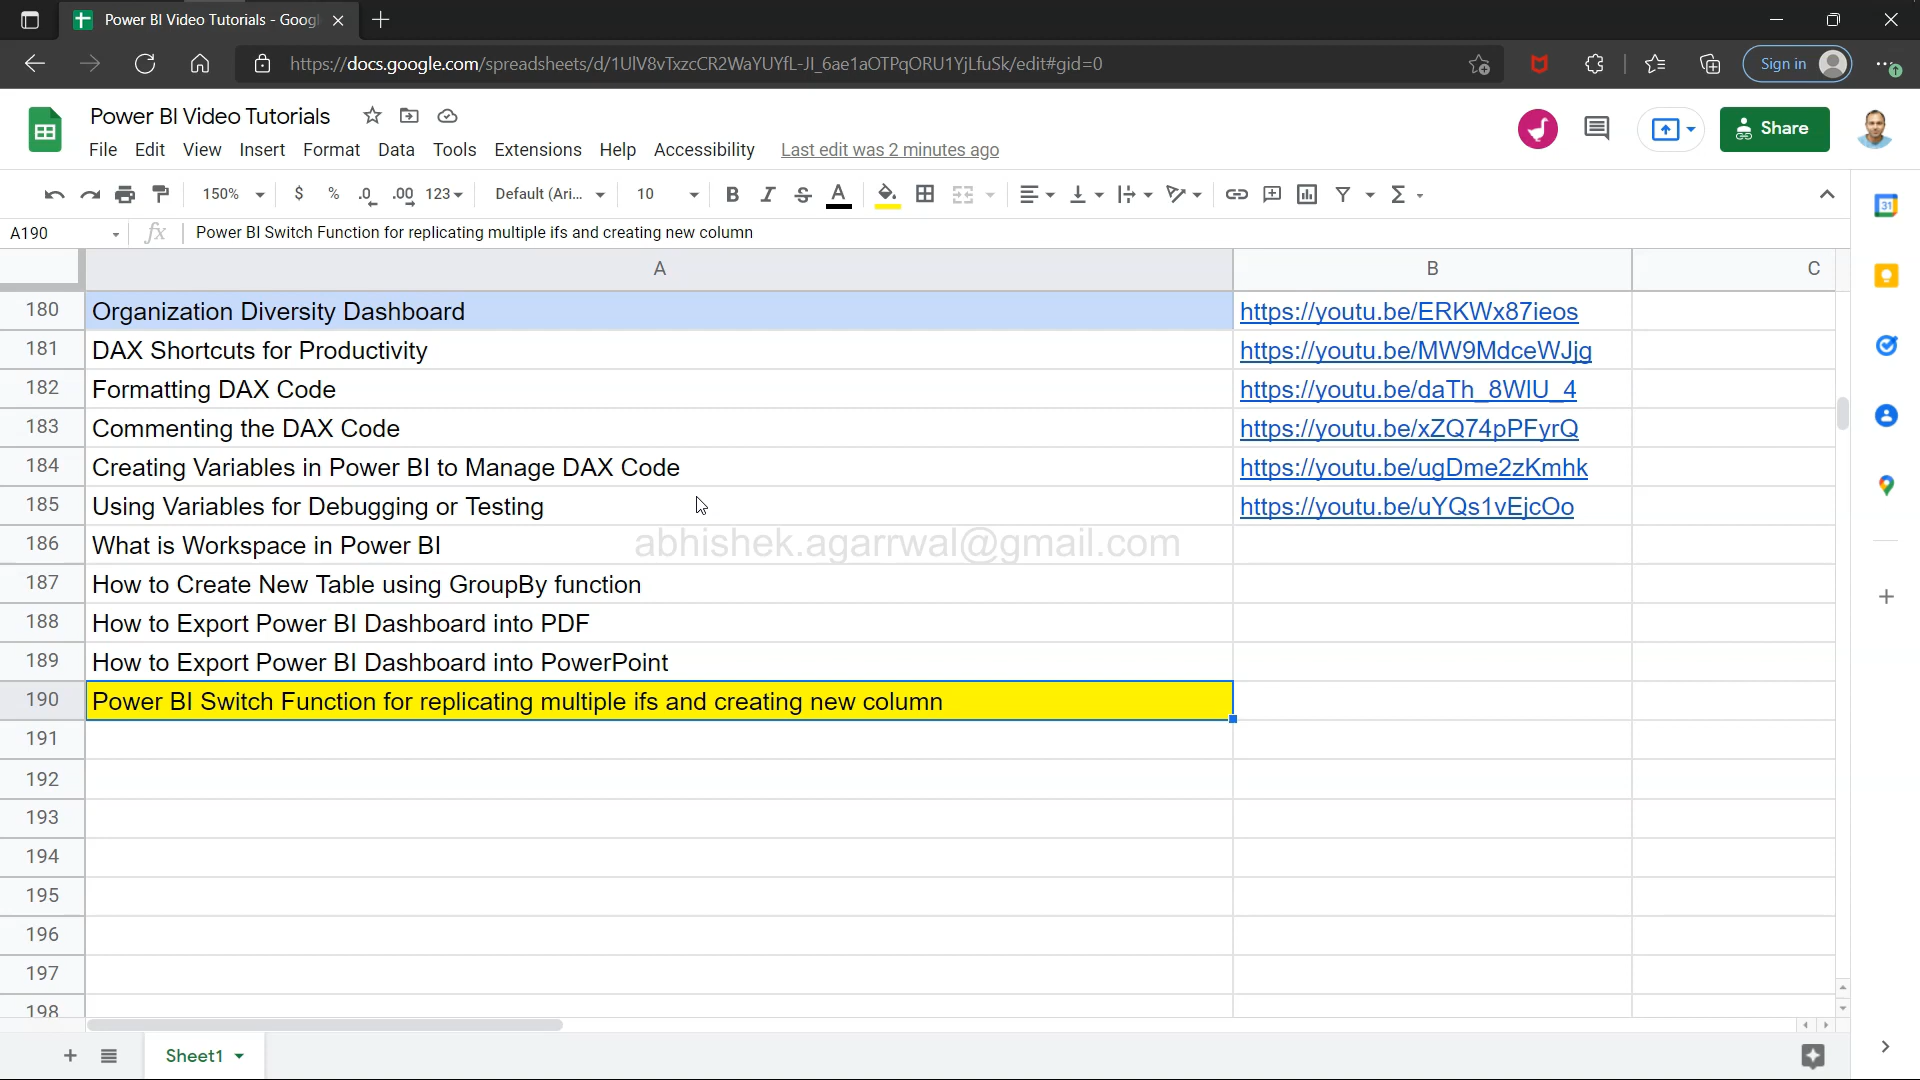 Power BI Video Tutorials - Goog
https://docs.google.com/spreadsheets/d/1UlV8vTxzcCR2WaYUYfL-JI_6ae1aOTPqORU1YjLfuSk/edit#gid=0
Sign in
Power BI Video Tutorials
File Edit View Insert Format Data Tools Extensions Help Accessibility Last edit was 2 minutes ago
Share
150% $ % .0 .00 123 Default (Ari... 10 B I S A Σ
31
A190 fx Power BI Switch Function for replicating multiple ifs and creating new column
A B C
180 Organization Diversity Dashboard https://youtu.be/ERKWx87ieos
181 DAX Shortcuts for Productivity https://youtu.be/MW9MdceWJjg
182 Formatting DAX Code https://youtu.be/daTh_8WIU_4
183 Commenting the DAX Code https://youtu.be/xZQ74pPFyrQ
184 Creating Variables in Power BI to Manage DAX Code https://youtu.be/ugDme2zKmhk
185 Using Variables for Debugging or Testing https://youtu.be/uYQs1vEjcOo
186 What is Workspace in Power BI
abhishek.agarrwal@gmail.com
187 How to Create New Table using GroupBy function
188 How to Export Power BI Dashboard into PDF
189 How to Export Power BI Dashboard into PowerPoint
190 Power BI Switch Function for replicating multiple ifs and creating new column
191
192
193
194
195
196
197
198
Sheet1